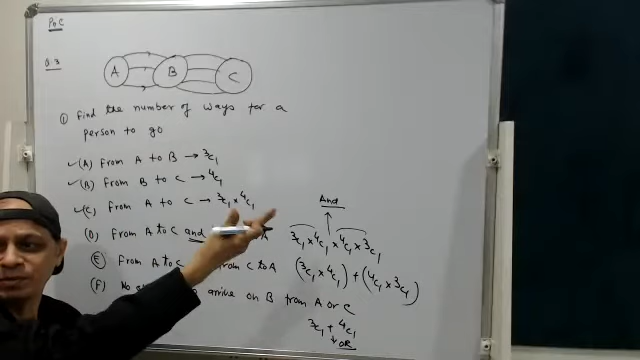 PnC
Q.3
A B C
① Find the number of ways for a
person to go
✓(A) From A to B → ³C₁
✓(B) From B to C → ⁴C₁
✓(C) From A to C → ³C₁ × ⁴C₁
And
(D) From A to C and A
³C₁ × ⁴C₁ × ⁴C₁ × ³C₁
(E) From A to C from C to A (³C₁ × ⁴C₁) + (⁴C₁ × ³C₁)
(F) No to arrive on B from A or C
³C₁ + ⁴C₁
↓ OR